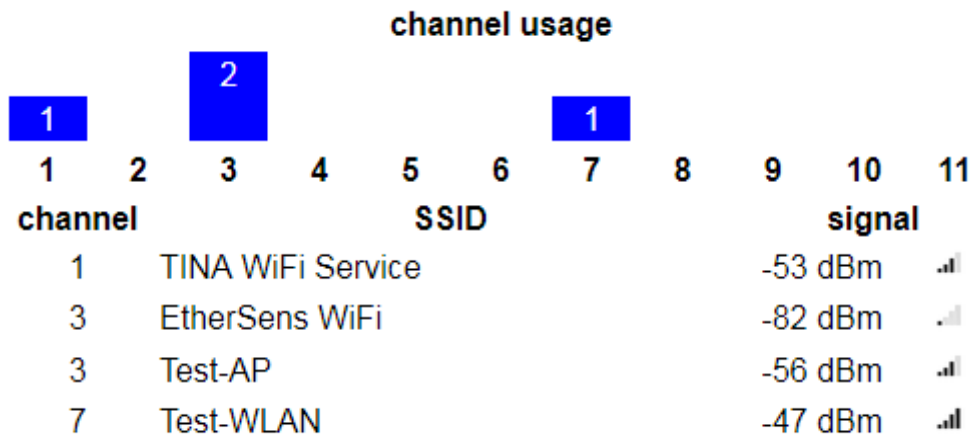 channel usage
2
1 1
1 2 3 4 5 6 7 8 9 10 11
channel SSID signal
1 TINA WiFi Service -53 dBm
3 EtherSens WiFi -82 dBm
3 Test-AP -56 dBm
7 Test-WLAN -47 dBm